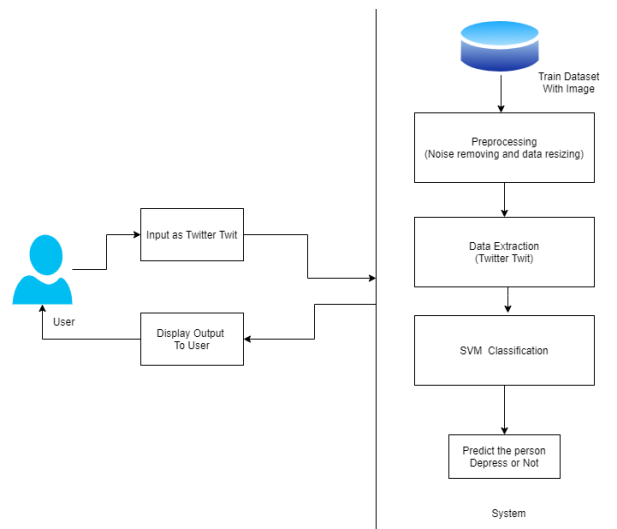 Train Dataset
With Image
Preprocessing
(Noise removing and data resizing)
Input as Twitter Twit
Data Extraction
(Twitter Twit)
User
Display Output
To User
SVM Classification
Predict the person
Depress or Not
System